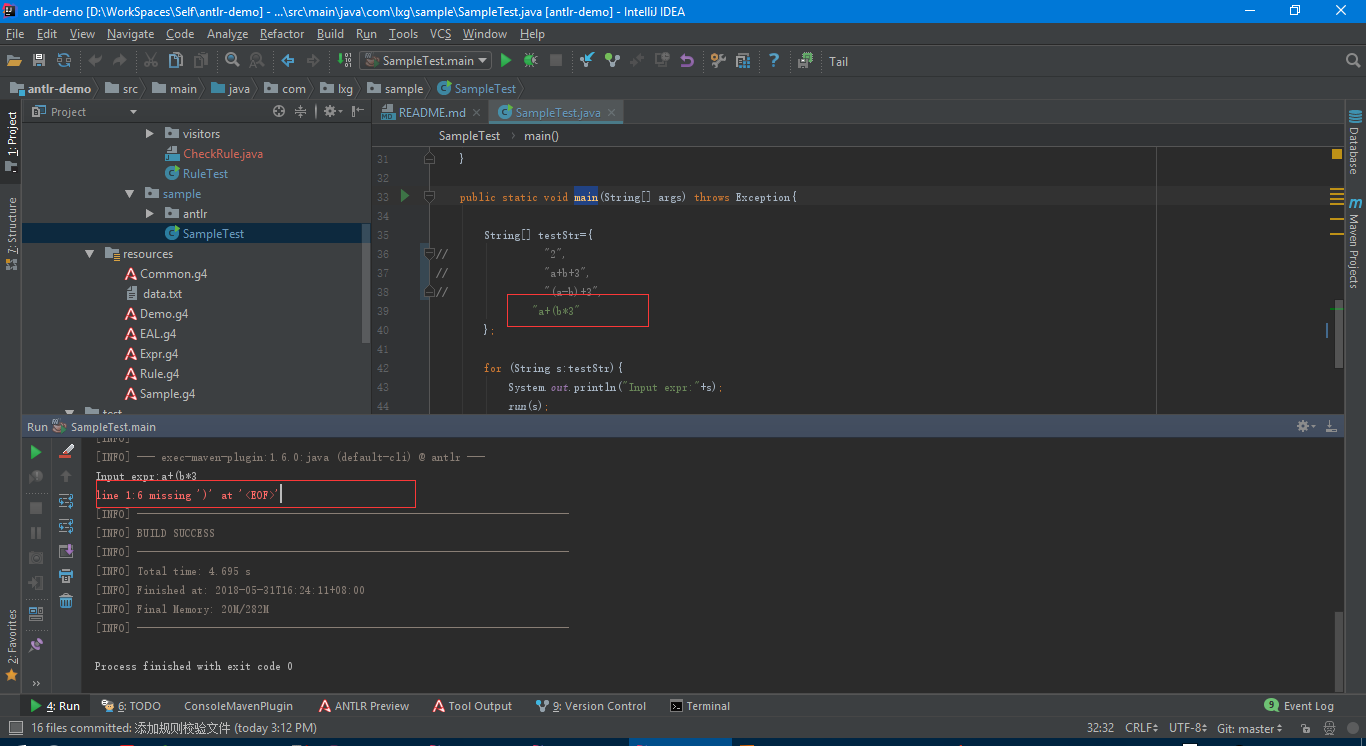 antlr-demo [D:\WorkSpaces\Self\antlr-demo] - ...\src\main\java\com\lxg\sample\SampleTest.java [antlr-demo] - IntelliJ IDEA
File Edit View Navigate Code Analyze Refactor Build Run Tools VCS Window Help
SampleTest.main Tail
antlr-demo src main java com lxg sample SampleTest
1: Project
7: Structure
2: Favorites
Project
visitors
CheckRule.java
RuleTest
sample
antlr
SampleTest
resources
Common.g4
data.txt
Demo.g4
EAL.g4
Expr.g4
Rule.g4
Sample.g4
test
README.md SampleTest.java
SampleTest main()
31 }
32
33 public static void main(String[] args) throws Exception{
34
35 String[] testStr={
36 // "2",
37 // "a+b+3",
38 // "(a-b)+3",
39 "a+(b*3"
40 };
41
42 for (String s:testStr){
43 System.out.println("Input expr:"+s);
44 run(s);
Database
Maven Projects
Run SampleTest.main
[INFO]
[INFO] --- exec-maven-plugin:1.6.0:java (default-cli) @ antlr ---
Input expr:a+(b*3
line 1:6 missing ')' at '<EOF>'
[INFO] ------------------------------------------------------------------------
[INFO] BUILD SUCCESS
[INFO] ------------------------------------------------------------------------
[INFO] Total time: 4.695 s
[INFO] Finished at: 2018-05-31T16:24:11+08:00
[INFO] Final Memory: 20M/282M
[INFO] ------------------------------------------------------------------------
Process finished with exit code 0
4: Run 6: TODO ConsoleMavenPlugin ANTLR Preview Tool Output 9: Version Control Terminal 9 Event Log
16 files committed: 添加规则校验文件 (today 3:12 PM) 32:32 CRLF UTF-8 Git: master